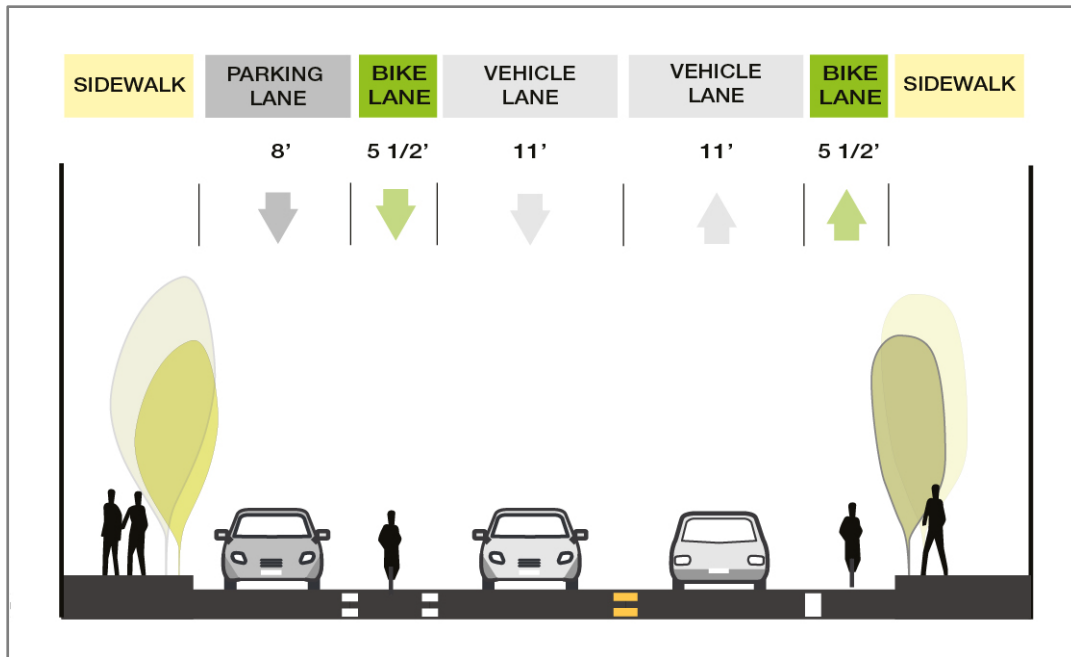 SIDEWALK
PARKING
LANE
BIKE
LANE
VEHICLE
LANE
VEHICLE
LANE
BIKE
LANE
SIDEWALK
8’
5 1/2’
11’
11’
5 1/2’